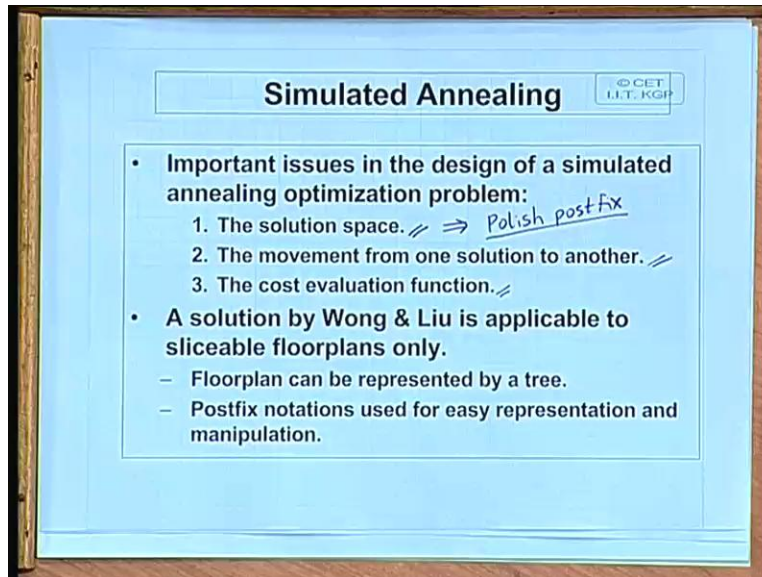 Simulated Annealing
© CET
I.I.T. KGP
• Important issues in the design of a simulated
annealing optimization problem:
1. The solution space. ⇒ Polish postfix
2. The movement from one solution to another.
3. The cost evaluation function.
• A solution by Wong & Liu is applicable to
sliceable floorplans only.
– Floorplan can be represented by a tree.
– Postfix notations used for easy representation and
manipulation.